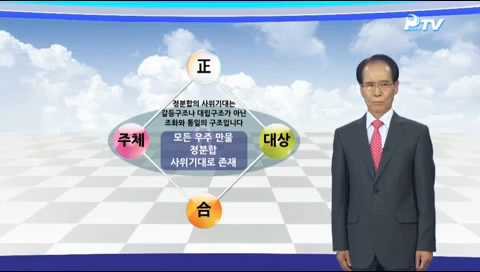 PTV
正
정분합의 사위기대는
갈등구조나 대립구조가 아닌
조화와 통일의 구조입니다
주체
대상
모든 우주 만물
정분합
사위기대로 존재
合